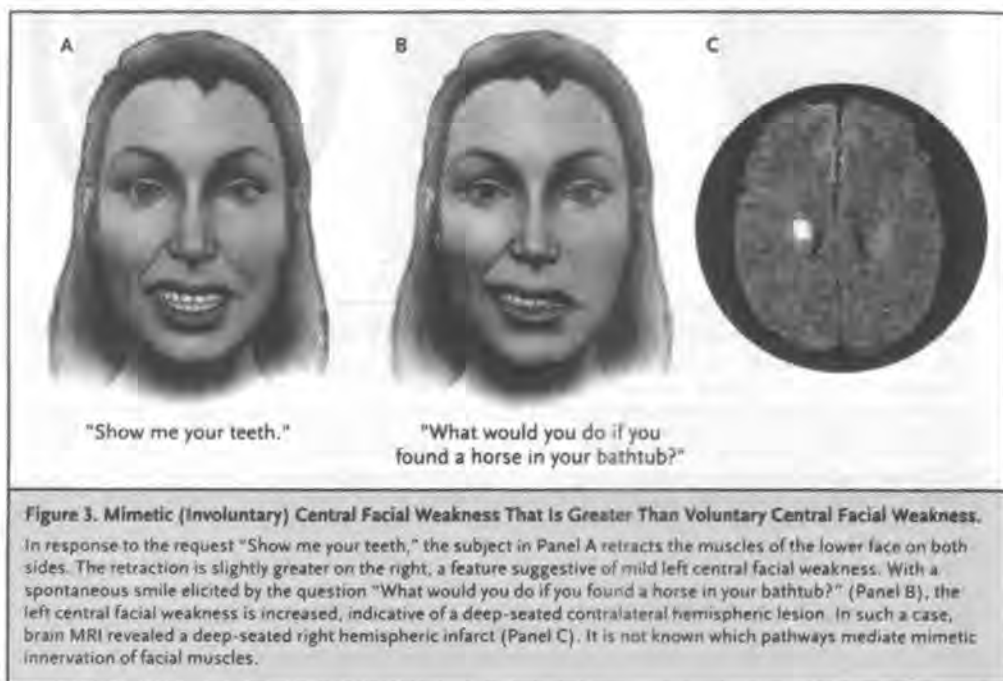 A B C
"Show me your teeth."
"What would you do if you
found a horse in your bathtub?"
Figure 3. Mimetic (Involuntary) Central Facial Weakness That Is Greater Than Voluntary Central Facial Weakness.
In response to the request "Show me your teeth," the subject in Panel A retracts the muscles of the lower face on both
sides. The retraction is slightly greater on the right, a feature suggestive of mild left central facial weakness. With a
spontaneous smile elicited by the question "What would you do if you found a horse in your bathtub?" (Panel B), the
left central facial weakness is increased, indicative of a deep-seated contralateral hemispheric lesion. In such a case,
brain MRI revealed a deep-seated right hemispheric infarct (Panel C). It is not known which pathways mediate mimetic
innervation of facial muscles.